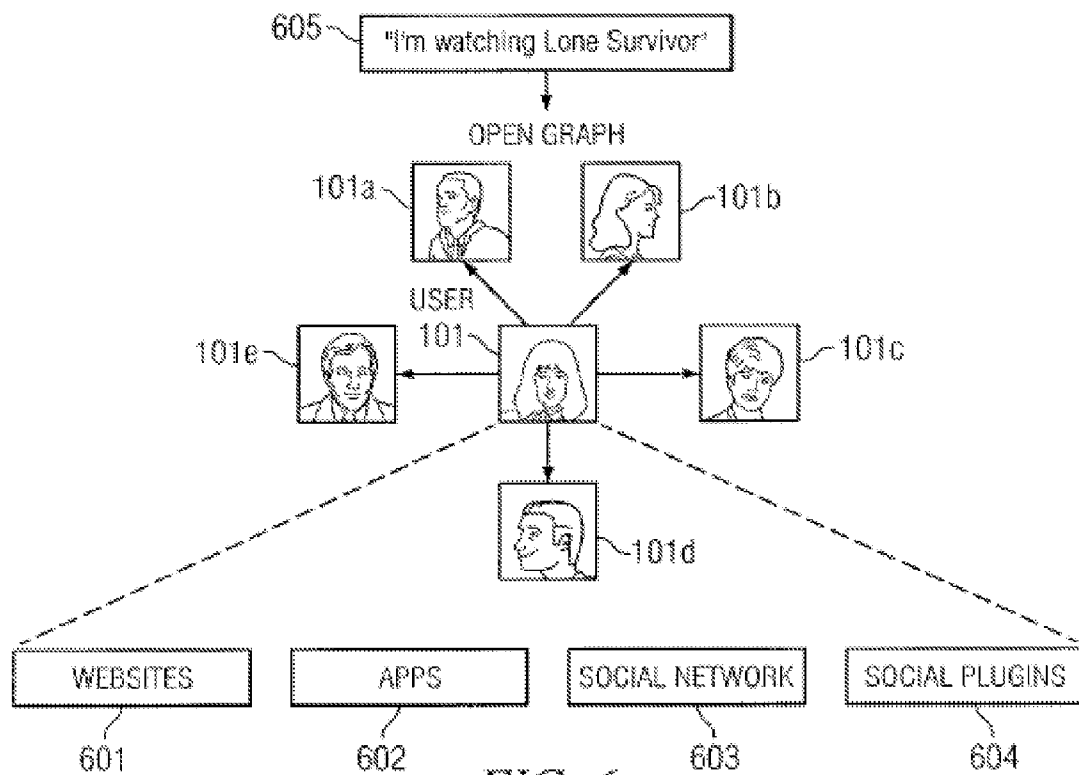 605
"I'm watching Lone Survivor"
OPEN GRAPH
101a
101b
USER
101
101e
101c
101d
WEBSITES
APPS
SOCIAL NETWORK
SOCIAL PLUGINS
601
602
603
604